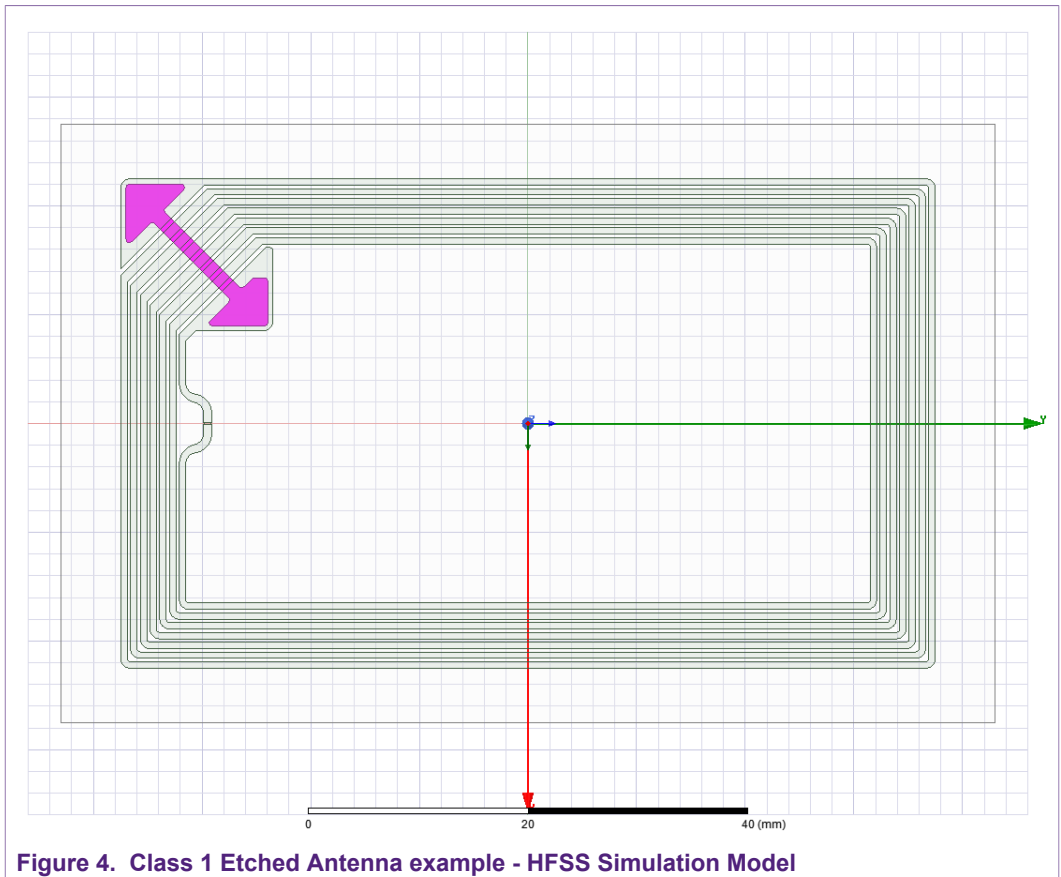 Y
0
20
40 (mm)
Figure 4. Class 1 Etched Antenna example - HFSS Simulation Model